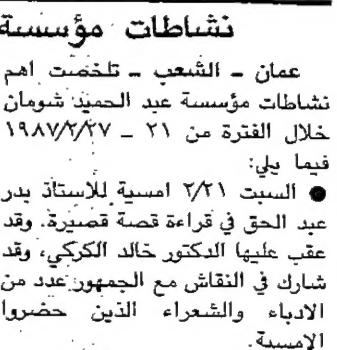 نشاطات مؤسسة
عمان - الشعب - تلخصت اهم
نشاطات مؤسسة عبد الحميد شومان
خلال الفترة من ٢١ - ١٩٨٧/٢/٢٧
فيما يلي:
● السبت ٢/٢١ امسية للأستاذ بدر
عبد الحق في قراءة قصة قصيرة. وقد
عقب عليها الدكتور خالد الكركي، وقد
شارك في النقاش مع الجمهور عدد من
الادباء والشعراء الذين حضروا
الامسية.